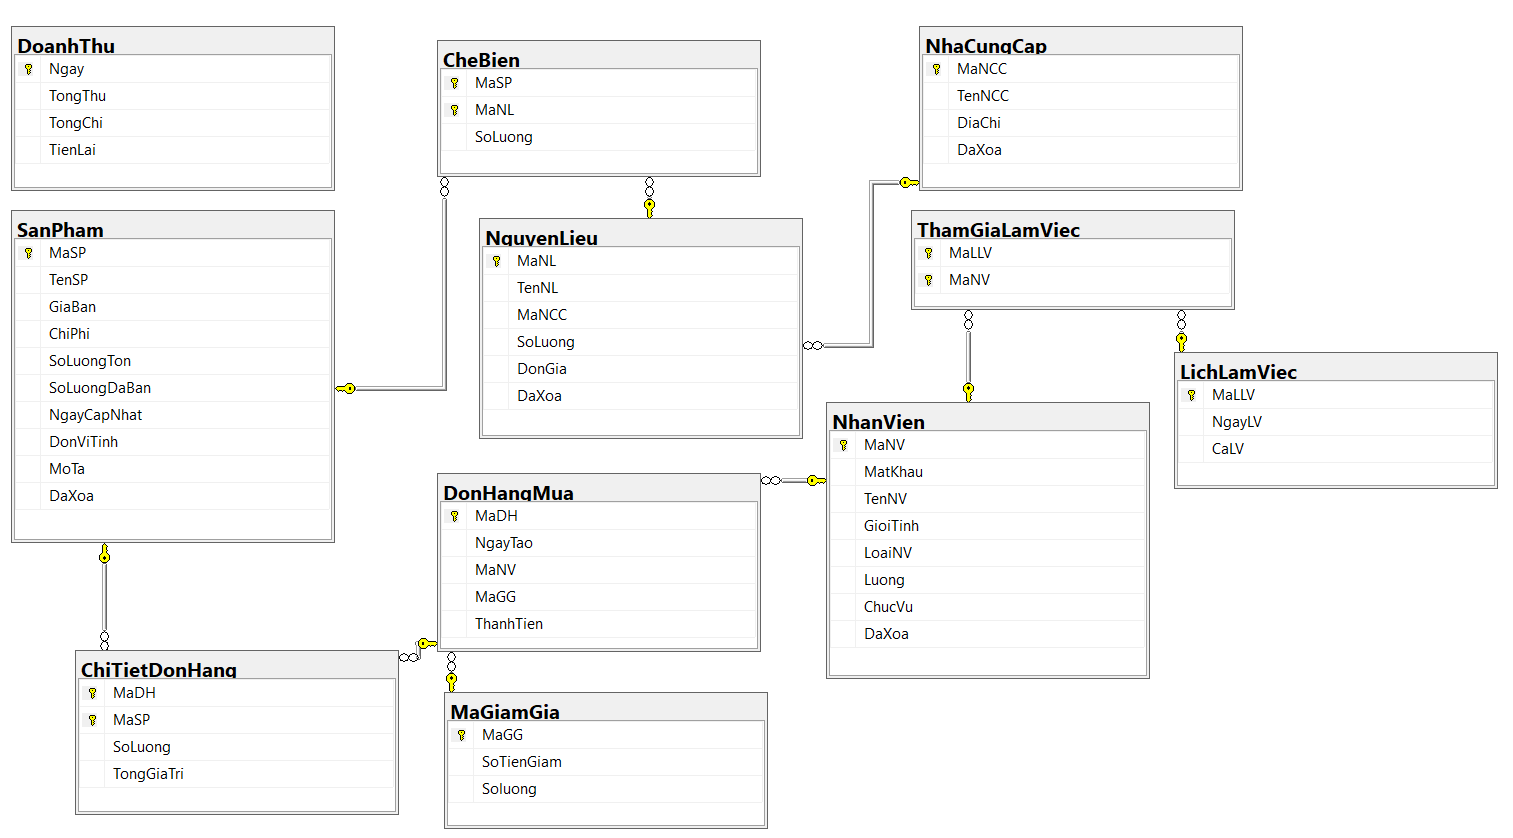 DoanhThu
Ngay
TongThu
TongChi
TienLai
CheBien
MaSP
MaNL
SoLuong
NhaCungCap
MaNCC
TenNCC
DiaChi
DaXoa
SanPham
MaSP
TenSP
GiaBan
ChiPhi
SoLuongTon
SoLuongDaBan
NgayCapNhat
DonViTinh
MoTa
DaXoa
NguyenLieu
MaNL
TenNL
MaNCC
SoLuong
DonGia
DaXoa
ThamGiaLamViec
MaLLV
MaNV
LichLamViec
MaLLV
NgayLV
CaLV
NhanVien
MaNV
MatKhau
TenNV
GioiTinh
LoaiNV
Luong
ChucVu
DaXoa
DonHangMua
MaDH
NgayTao
MaNV
MaGG
ThanhTien
ChiTietDonHang
MaDH
MaSP
SoLuong
TongGiaTri
MaGiamGia
MaGG
SoTienGiam
Soluong